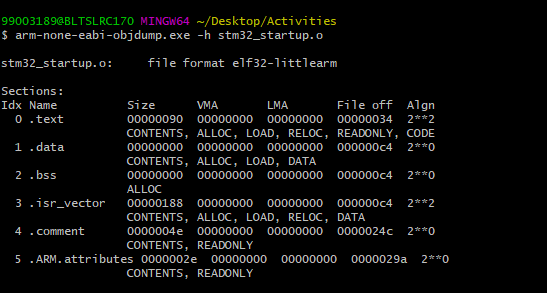 99003189@BLTSLRC170 MINGW64 ~/Desktop/Activities
$ arm-none-eabi-objdump.exe -h stm32_startup.o
stm32_startup.o:     file format elf32-littlearm
Sections:
Idx Name          Size      VMA       LMA       File off  Algn
  0 .text         00000090  00000000  00000000  00000034  2**2
                  CONTENTS, ALLOC, LOAD, RELOC, READONLY, CODE
  1 .data         00000000  00000000  00000000  000000c4  2**0
                  CONTENTS, ALLOC, LOAD, DATA
  2 .bss          00000000  00000000  00000000  000000c4  2**0
                  ALLOC
  3 .isr_vector   00000188  00000000  00000000  000000c4  2**2
                  CONTENTS, ALLOC, LOAD, RELOC, DATA
  4 .comment      0000004e  00000000  00000000  0000024c  2**0
                  CONTENTS, READONLY
  5 .ARM.attributes 0000002e  00000000  00000000  0000029a  2**0
                  CONTENTS, READONLY